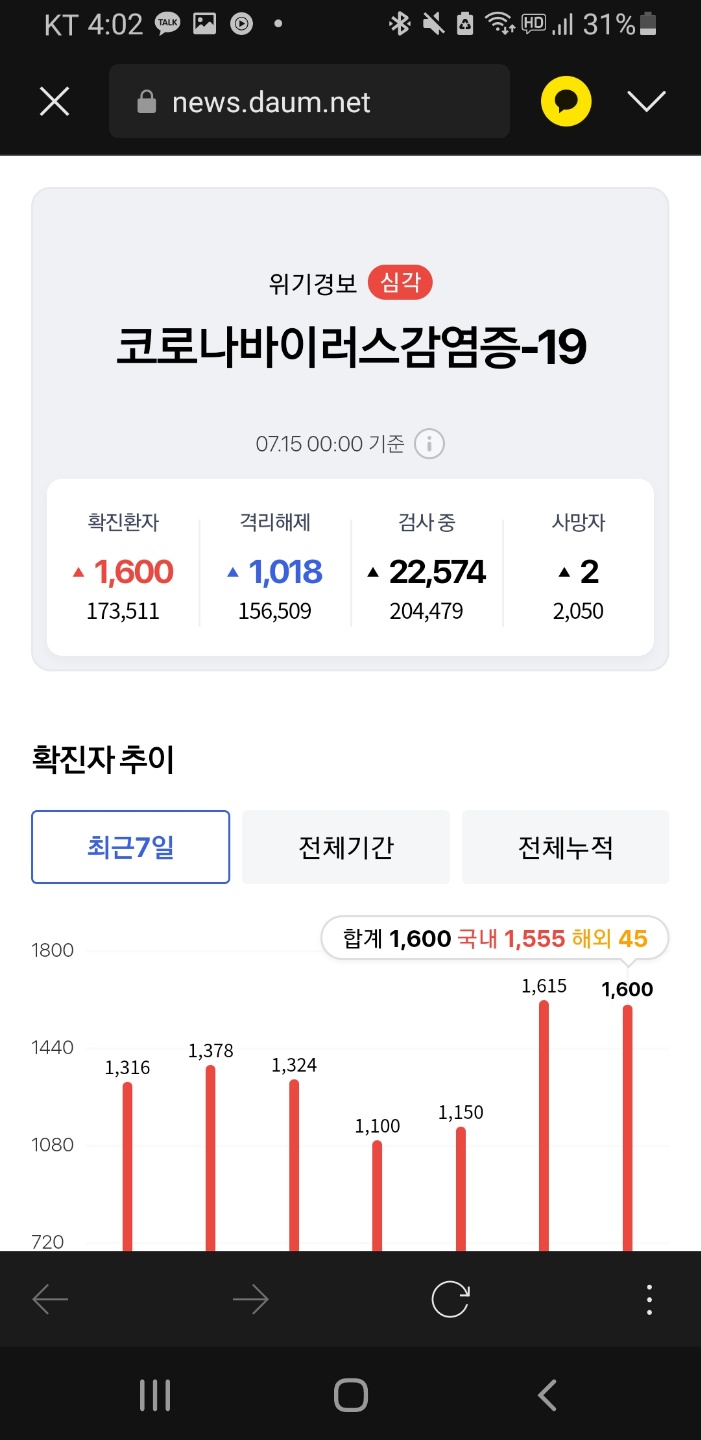 KT 4:02 TALK HD 31%
news.daum.net
위기경보 심각
코로나바이러스감염증-19
07.15 00:00 기준
확진환자 격리해제 검사 중 사망자
▲ 1,600 ▲ 1,018 ▲ 22,574 ▲ 2
173,511 156,509 204,479 2,050
확진자 추이
최근7일 전체기간 전체누적
합계 1,600 국내 1,555 해외 45
1800
1,615 1,600
1440
1,316 1,378 1,324
1,100 1,150
1080
720